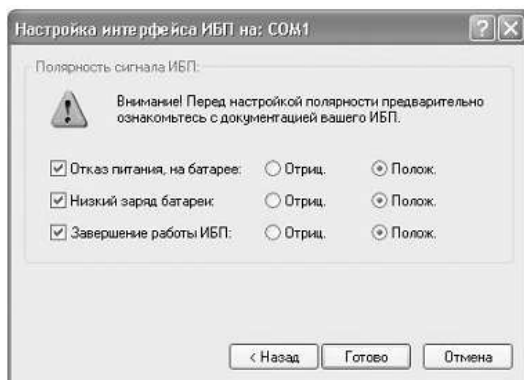 Настройка интерфейса ИБП на: COM1
Полярность сигнала ИБП:
Внимание! Перед настройкой полярности предварительно
ознакомьтесь с документацией вашего ИБП.
Отказ питания, на батарее: Отриц. Полож.
Низкий заряд батареи: Отриц. Полож.
Завершение работы ИБП: Отриц. Полож.
< Назад Готово Отмена